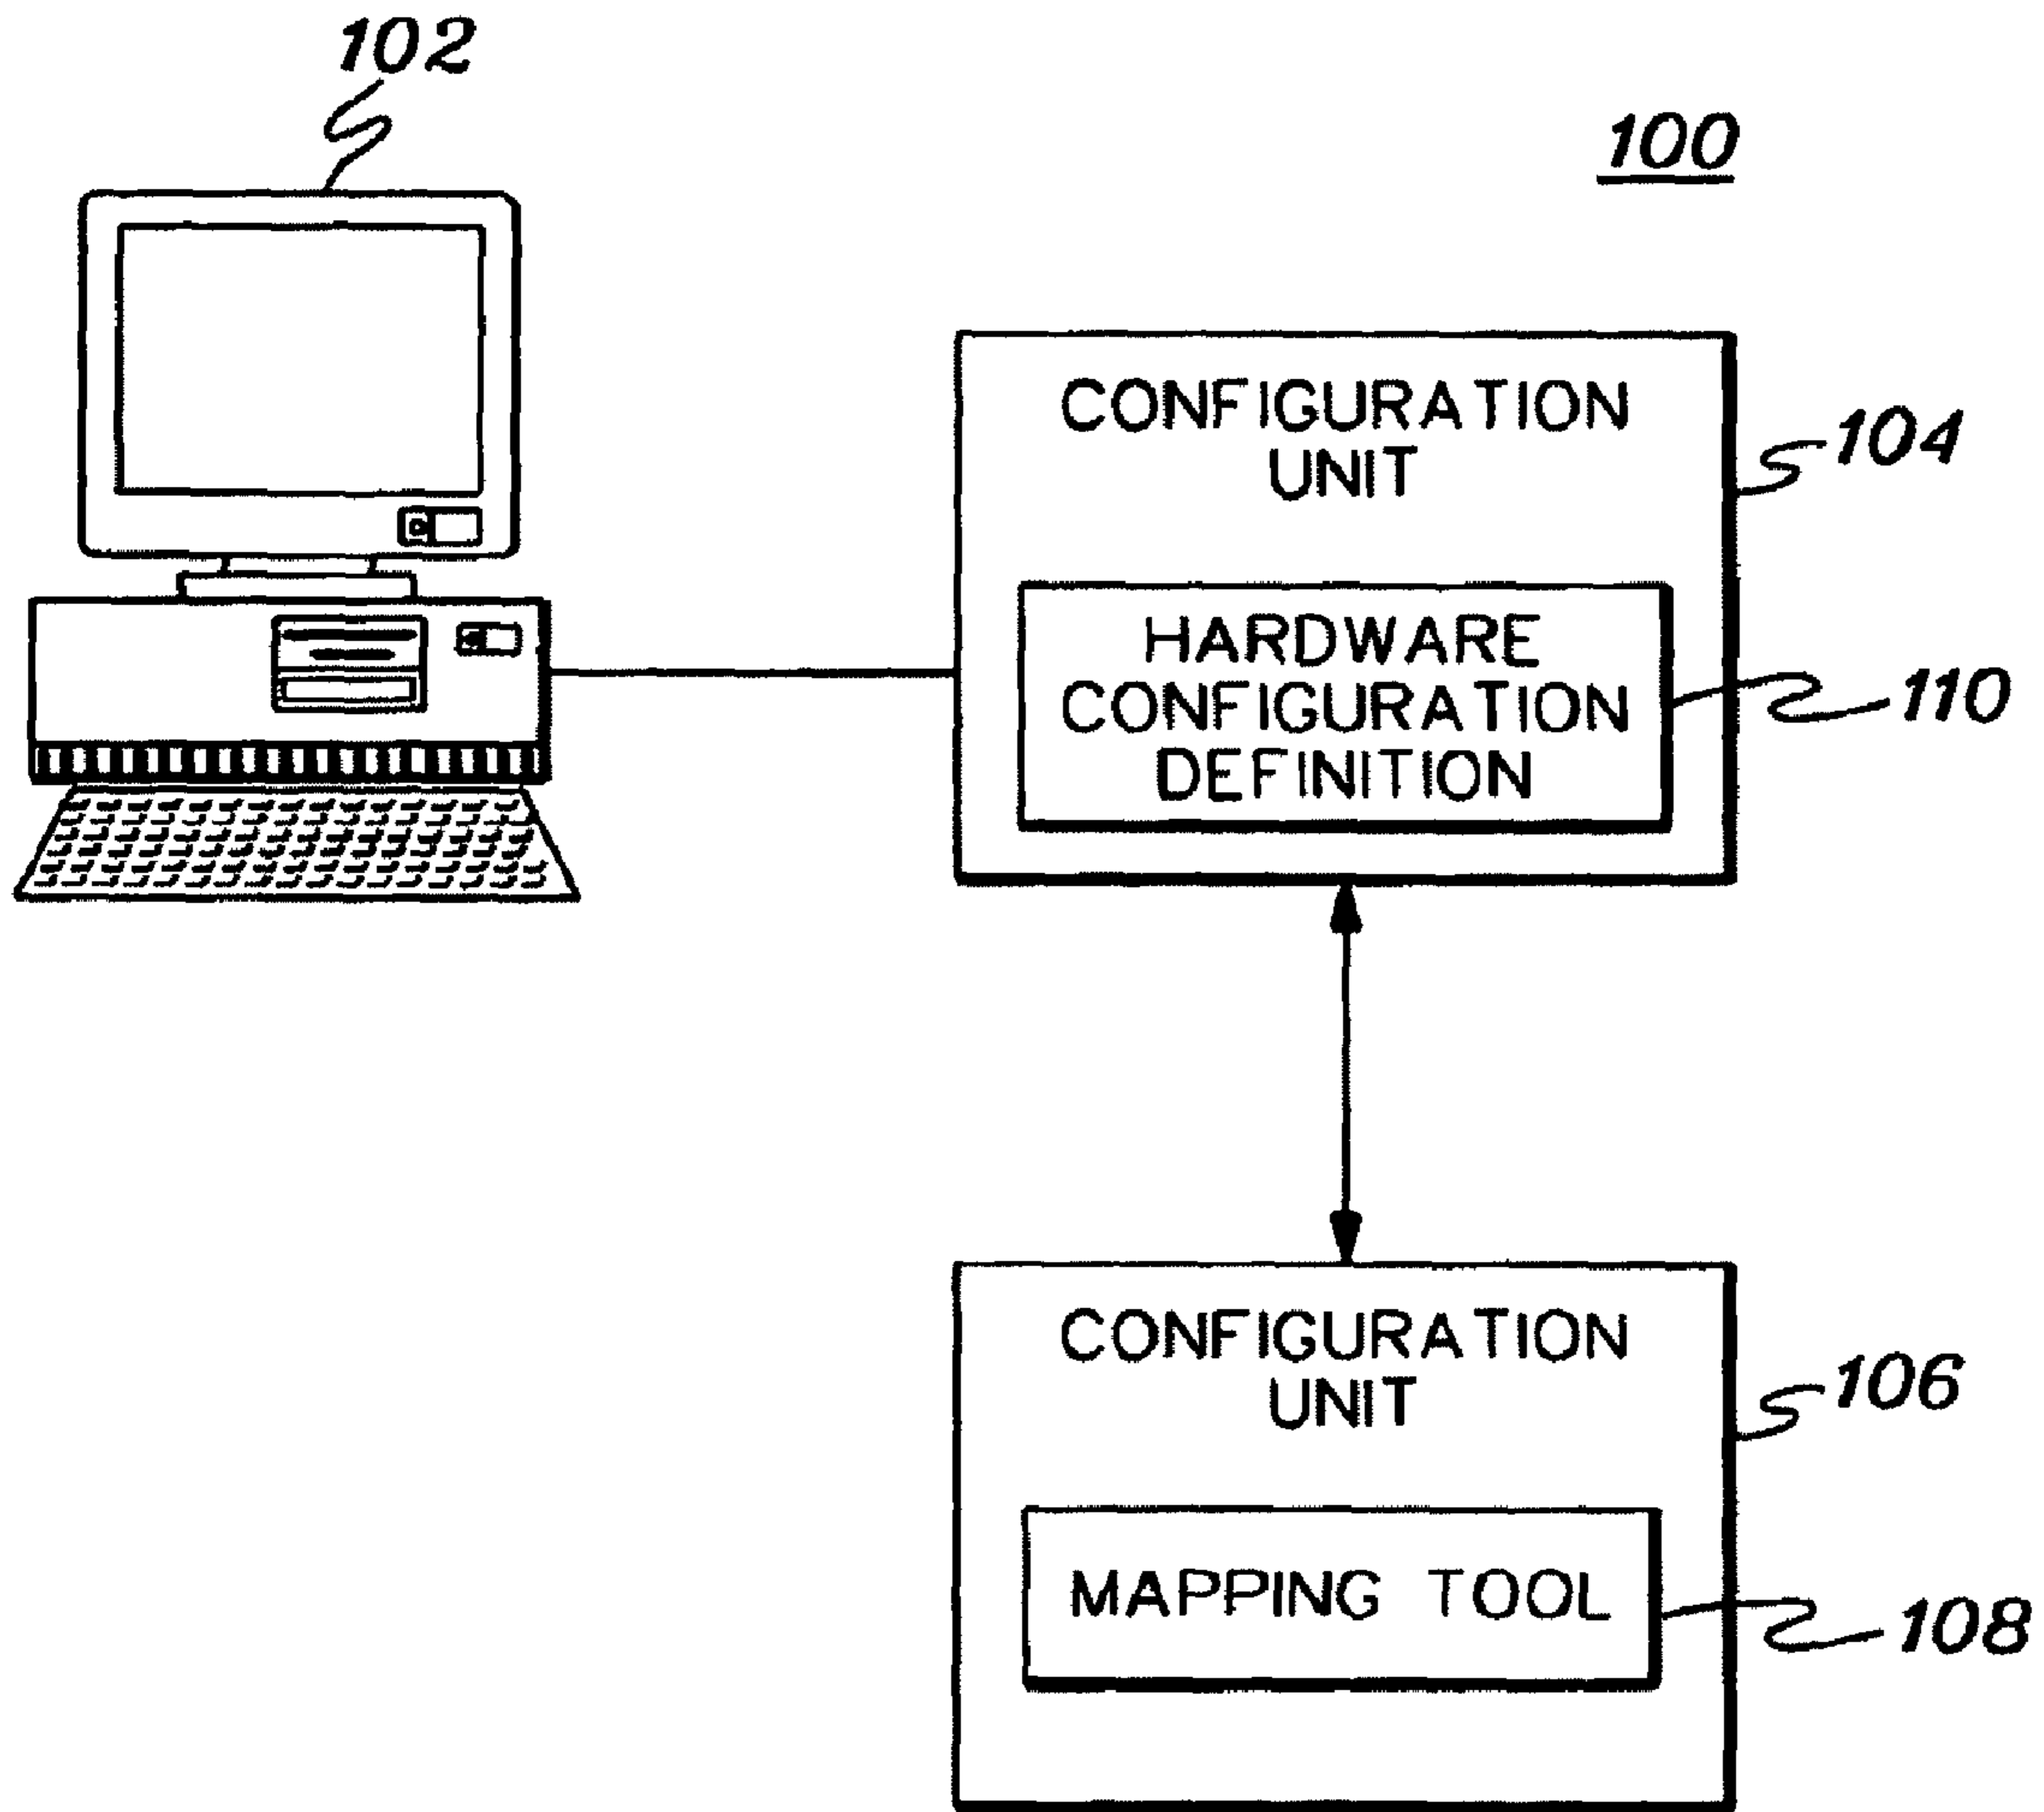 102
100
CONFIGURATION
UNIT
104
HARDWARE
CONFIGURATION
DEFINITION
110
CONFIGURATION
UNIT
106
MAPPING TOOL
108